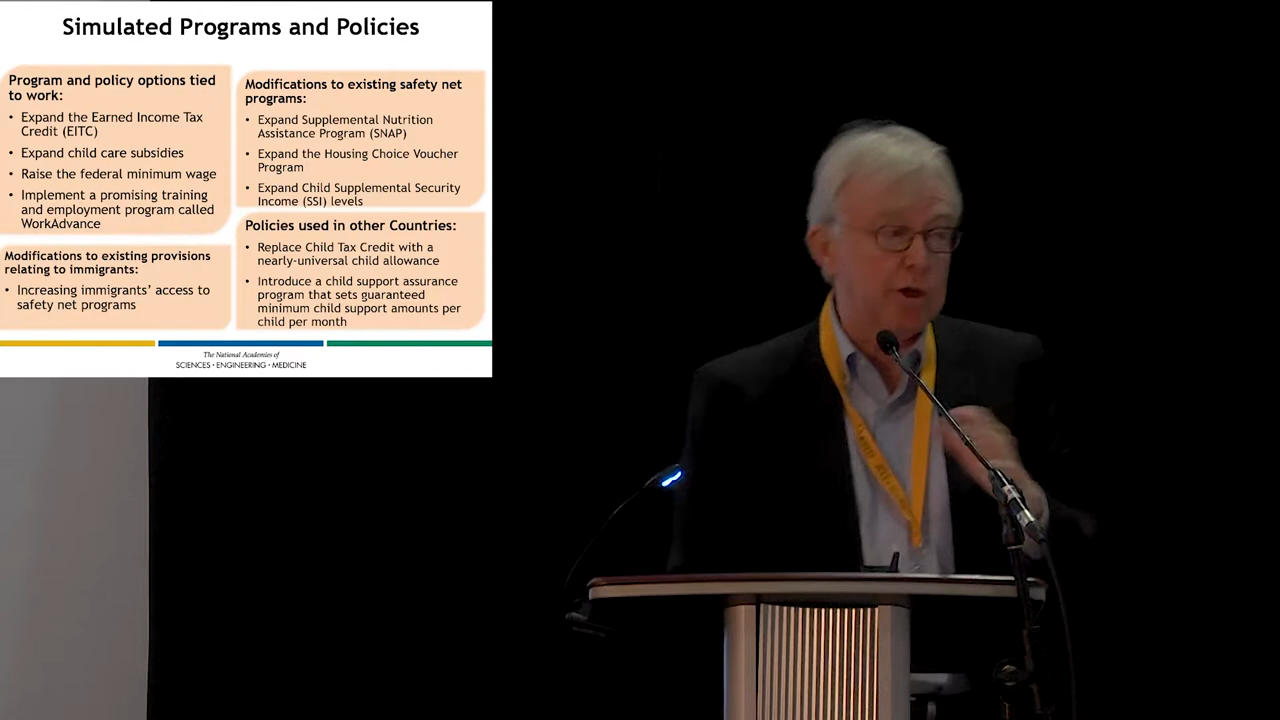 Simulated Programs and Policies
Program and policy options tied
to work:
• Expand the Earned Income Tax
Credit (EITC)
• Expand child care subsidies
• Raise the federal minimum wage
• Implement a promising training
and employment program called
WorkAdvance
Modifications to existing provisions
relating to immigrants:
• Increasing immigrants’ access to
safety net programs
Modifications to existing safety net
programs:
• Expand Supplemental Nutrition
Assistance Program (SNAP)
• Expand the Housing Choice Voucher
Program
• Expand Child Supplemental Security
Income (SSI) levels
Policies used in other Countries:
• Replace Child Tax Credit with a
nearly-universal child allowance
• Introduce a child support assurance
program that sets guaranteed
minimum child support amounts per
child per month
The National Academies of
SCIENCES • ENGINEERING • MEDICINE